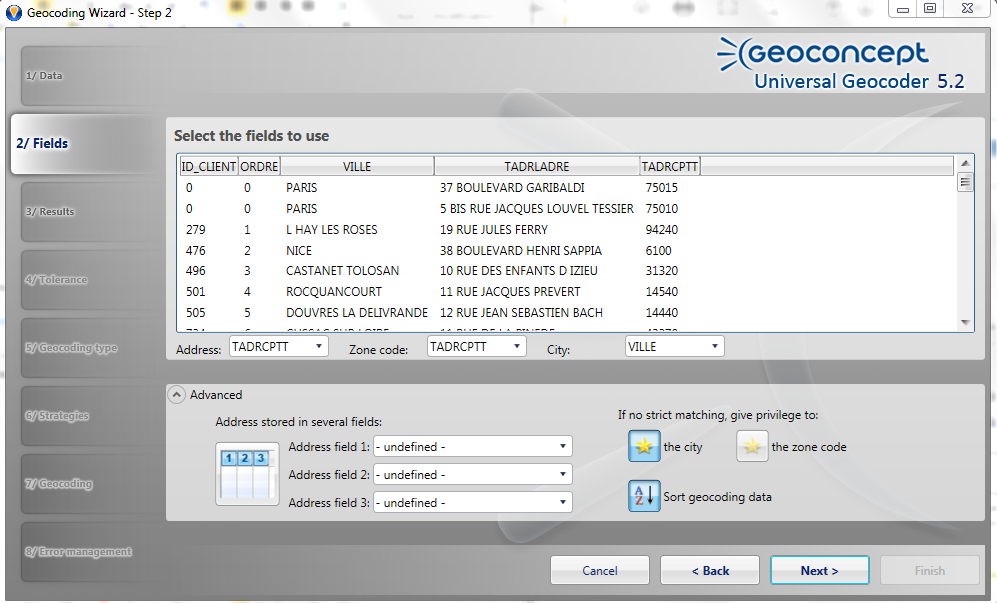 Geocoding Wizard - Step 2
Geoconcept
Universal Geocoder 5.2
1/ Data
2/ Fields
3/ Results
4/ Tolerance
5/ Geocoding type
6/ Strategies
7/ Geocoding
8/ Error management
Select the fields to use
ID_CLIENT ORDRE VILLE TADRLADRE TADRCPTT
0 0 PARIS 37 BOULEVARD GARIBALDI 75015
0 0 PARIS 5 BIS RUE JACQUES LOUVEL TESSIER 75010
279 1 L HAY LES ROSES 19 RUE JULES FERRY 94240
476 2 NICE 38 BOULEVARD HENRI SAPPIA 6100
496 3 CASTANET TOLOSAN 10 RUE DES ENFANTS D IZIEU 31320
501 4 ROCQUANCOURT 11 RUE JACQUES PREVERT 14540
505 5 DOUVRES LA DELIVRANDE 12 RUE JEAN SEBASTIEN BACH 14440
Address: TADRCPTT Zone code: TADRCPTT City: VILLE
Advanced
Address stored in several fields:
1 2 3
Address field 1: - undefined -
Address field 2: - undefined -
Address field 3: - undefined -
If no strict matching, give privilege to:
the city the zone code
A Z Sort geocoding data
Cancel < Back Next > Finish